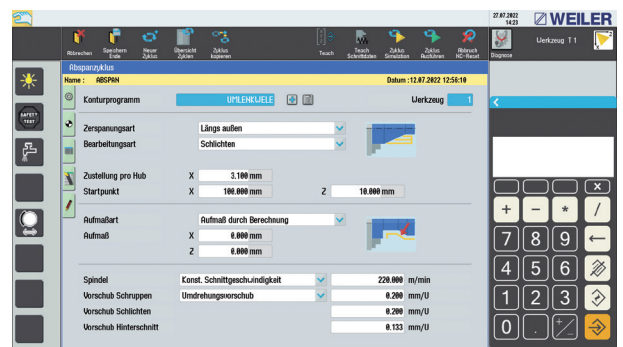 27.07.2022
14:23
WEILER
Abbrechen
Speichern Ende
Neuer Zyklus
Übersicht Zyklen
Zyklus kopieren
Teach
Teach Schrittdaten
Zyklus Simulation
Zyklus Ausführen
Abbruch NC-Reset
Diagnose
Werkzeug T 1
Abspanzyklus
Name : ABSPAN Datum :12.07.2022 12:56:10
SAFETY TEST
Konturprogramm UMLENKWELE Werkzeug 1
Zerspanungsart Längs außen
Bearbeitungsart Schlichten
Zustellung pro Hub X 3.100 mm
Startpunkt X 100.000 mm Z 10.000 mm
Aufmaßart Aufmaß durch Berechnung
Aufmaß X 0.000 mm
Z 0.000 mm
Spindel Konst. Schnittgeschwindigkeit 220.000 m/min
Vorschub Schruppen Umdrehungsvorschub 0.200 mm/U
Vorschub Schlichten 0.200 mm/U
Vorschub Hinterschnitt 0.133 mm/U
<
X
+ - * /
7 8 9 ←
4 5 6
1 2 3
0 . +/-